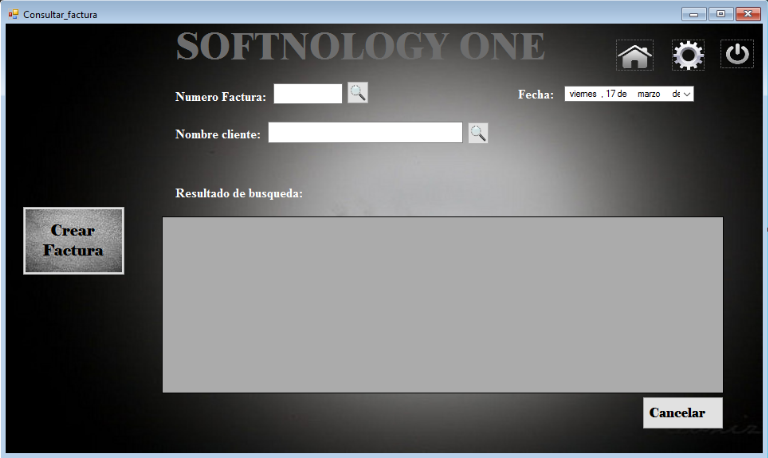 Consultar_factura
SOFTNOLOGY ONE
Numero Factura:
Fecha: viernes , 17 de marzo de
Nombre cliente:
Resultado de busqueda:
Crear
Factura
Cancelar